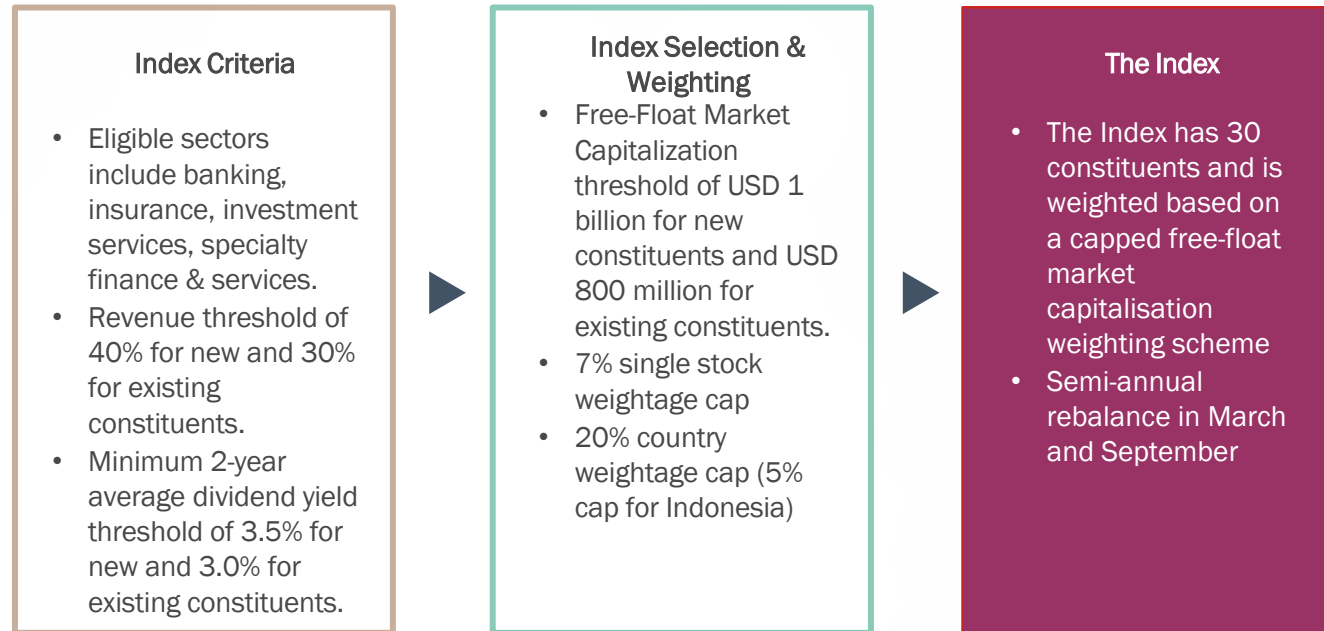 Index Criteria
• Eligible sectors
include banking,
insurance, investment
services, specialty
finance & services.
• Revenue threshold of
40% for new and 30%
for existing
constituents.
• Minimum 2-year
average dividend yield
threshold of 3.5% for
new and 3.0% for
existing constituents.
Index Selection &
Weighting
• Free-Float Market
Capitalization
threshold of USD 1
billion for new
constituents and USD
800 million for
existing constituents.
• 7% single stock
weightage cap
• 20% country
weightage cap (5%
cap for Indonesia)
The Index
• The Index has 30
constituents and is
weighted based on
a capped free-float
market
capitalisation
weighting scheme
• Semi-annual
rebalance in March
and September